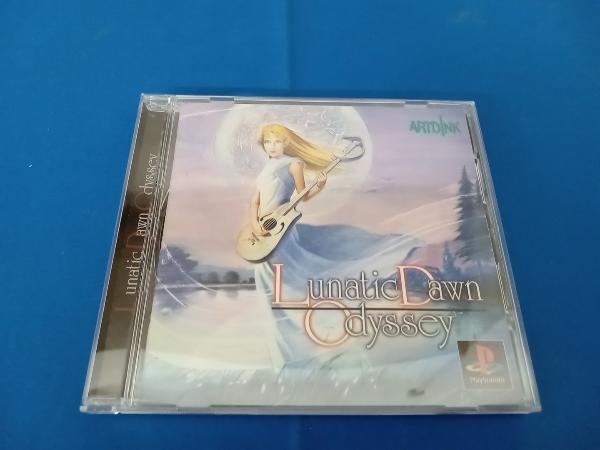 ARTDINK
Lunatic Dawn
Odyssey
Lunatic Dawn Odyssey
PlayStation